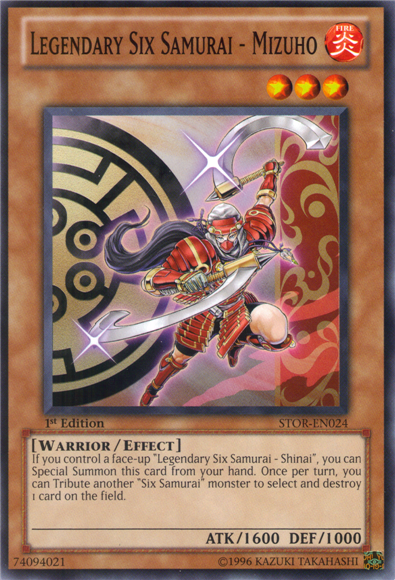 LEGENDARY SIX SAMURAI - MIZUHO
FIRE
炎
1st Edition
STOR-EN024
[WARRIOR / EFFECT]
If you control a face-up "Legendary Six Samurai - Shinai", you can
Special Summon this card from your hand. Once per turn, you
can Tribute another "Six Samurai" monster to select and destroy
1 card on the field.
ATK/1600 DEF/1000
74094021
©1996 KAZUKI TAKAHASHI